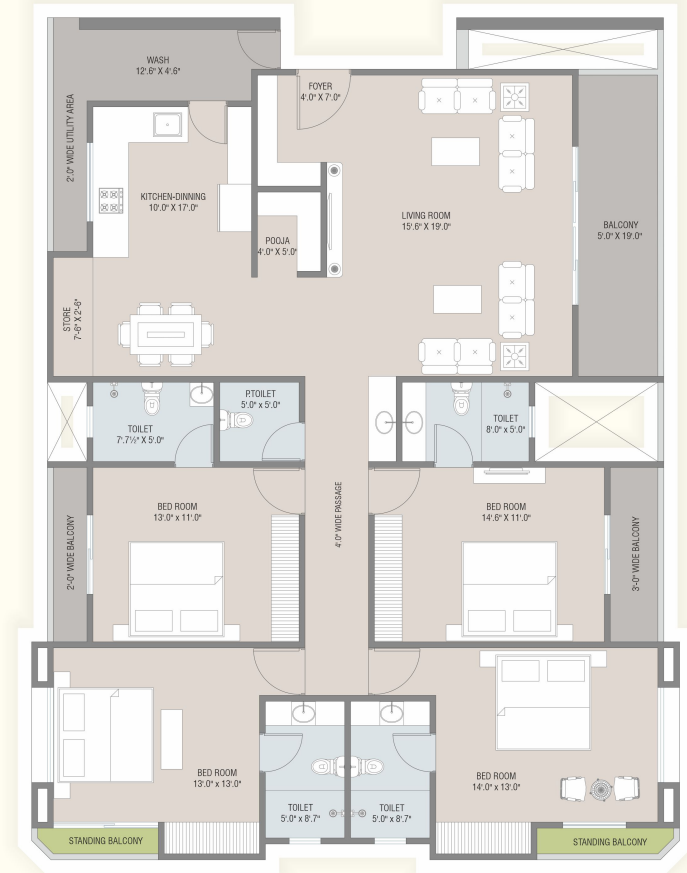 WASH
12'.6" X 4'.6"
FOYER
4'.0" X 7'.0"
2'.0" WIDE UTILITY AREA
KITCHEN-DINNING
10'.0" X 17'.0"
LIVING ROOM
15'.6" X 19'.0"
BALCONY
5'.0" X 19'.0"
POOJA
4'.0" X 5'.0"
STORE
7'-6" X 2'-6"
P.TOILET
5'.0" x 5'.0"
TOILET
7'.7½" X 5'.0"
TOILET
8'.0" x 5'.0"
BED ROOM
13'.0" x 11'.0"
4'.0" WIDE PASSAGE
BED ROOM
14'.6" X 11'.0"
2'-0" WIDE BALCONY
3'-0" WIDE BALCONY
BED ROOM
13'.0" x 13'.0"
BED ROOM
14'.0" x 13'.0"
TOILET
5'.0" x 8'.7"
TOILET
5'.0" x 8'.7"
STANDING BALCONY
STANDING BALCONY